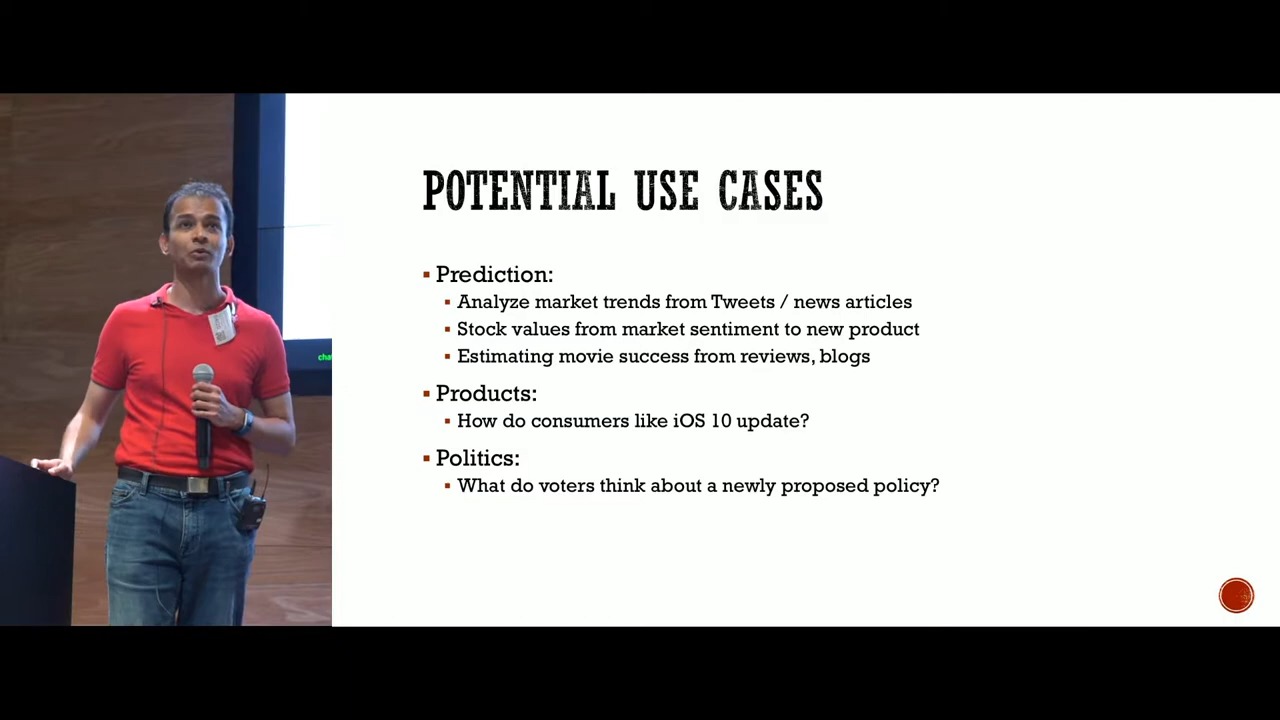 POTENTIAL USE CASES
▪ Prediction:
▪ Analyze market trends from Tweets / news articles
▪ Stock values from market sentiment to new product
▪ Estimating movie success from reviews, blogs
▪ Products:
▪ How do consumers like iOS 10 update?
▪ Politics:
▪ What do voters think about a newly proposed policy?